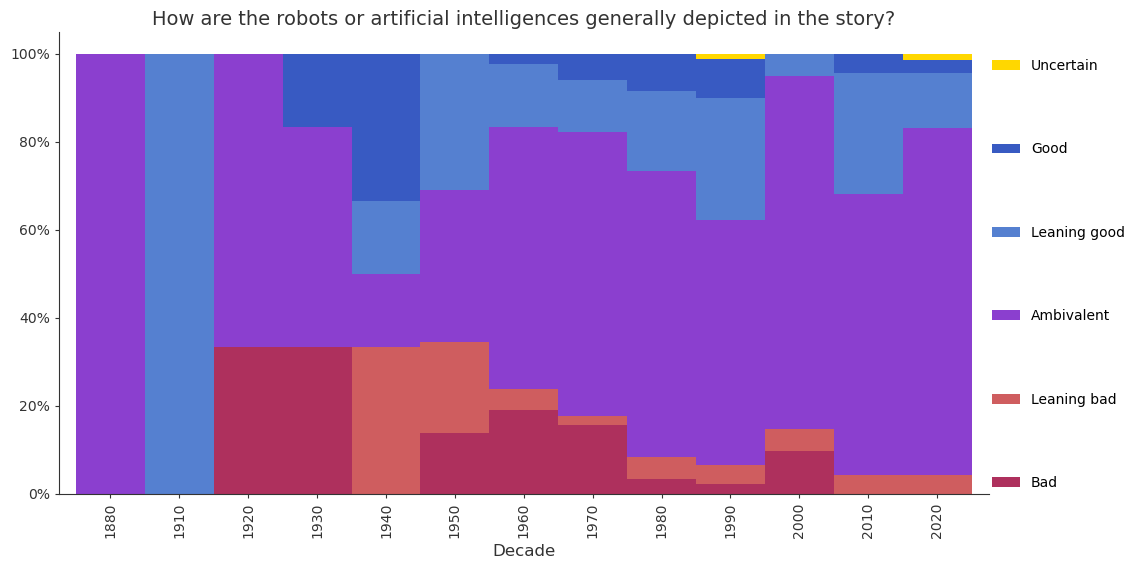 How are the robots or artificial intelligences generally depicted in the story?
100%
80%
60%
40%
20%
0%
1880
1910
1920
1930
1940
1950
1960
1970
1980
1990
2000
2010
2020
Decade
Uncertain
Good
Leaning good
Ambivalent
Leaning bad
Bad